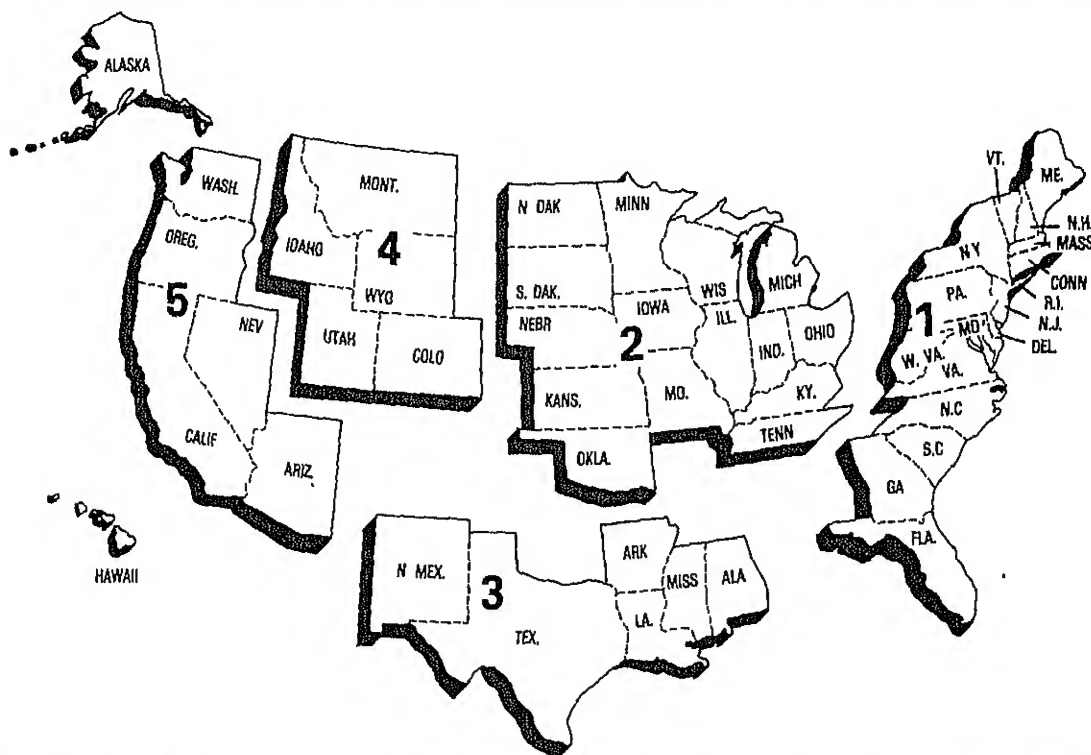 ALASKA
WASH.
OREG.
5
NEV
CALIF
ARIZ.
HAWAII
MONT.
IDAHO
4
WYO
UTAH
COLO
N DAK
MINN
S. DAK.
WIS
MICH
NEBR
IOWA
2
ILL.
IND.
OHIO
KANS.
MO.
KY.
OKLA.
TENN
N MEX.
3
TEX.
ARK
LA.
MISS
ALA
VT.
ME.
N.H.
MASS
N Y
CONN
R.I.
PA.
N.J.
1
MD
DEL.
W. VA.
VA.
N.C
S.C
GA
FLA.